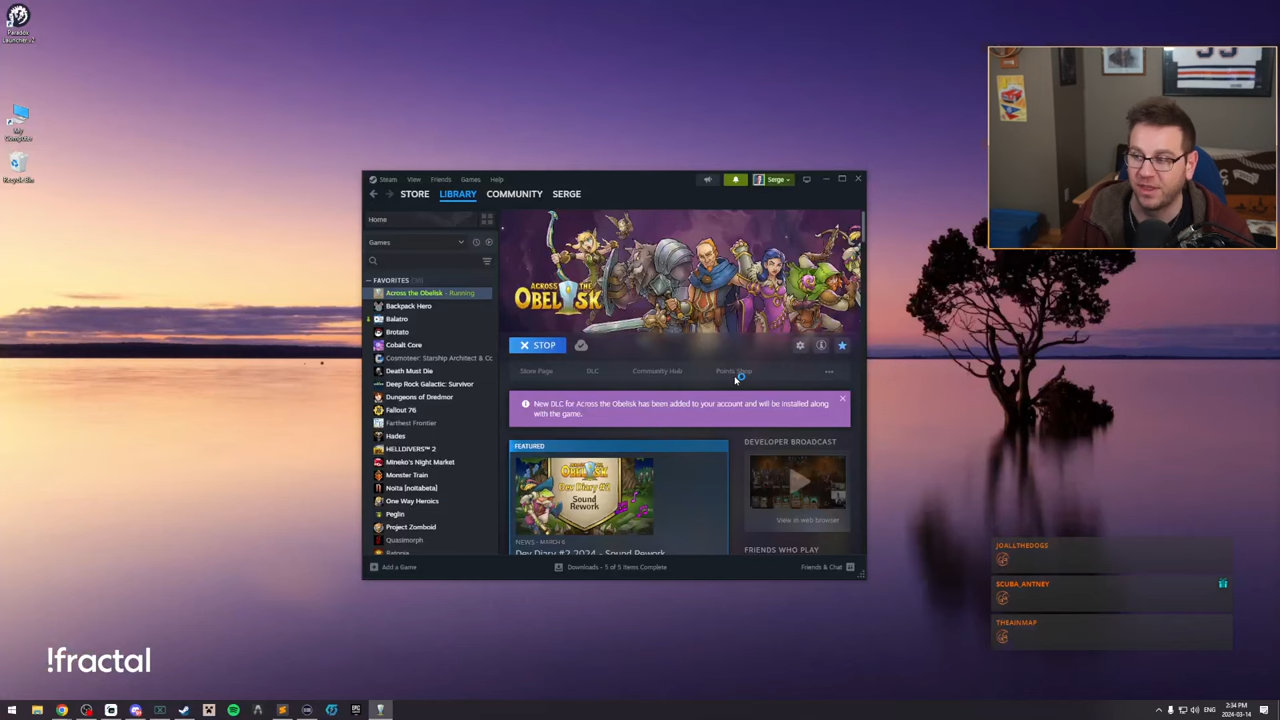 Paradox
Launcher v2
My
Computer
Recycle Bin
Steam View Friends Games Help
Serge
STORE LIBRARY COMMUNITY SERGE
Home
Games
FAVORITES
Across the Obelisk - Running
Backpack Hero
Balatro
Brotato
Cobalt Core
Cosmoteer: Starship Architect & Co
Death Must Die
Deep Rock Galactic: Survivor
Dungeons of Dredmor
Fallout 76
Farthest Frontier
Hades
HELLDIVERS™ 2
Mineko's Night Market
Monster Train
Noita [noitabeta]
One Way Heroics
Peglin
Project Zomboid
Quasimorph
ACROSS
THE
OBELISK
STOP
Store Page DLC Community Hub Points Shop
New DLC for Across the Obelisk has been added to your account and will be installed along
with the game.
FEATURED
ACROSS THE
OBELISK
Dev Diary #2
Sound
Rework
NEWS - MARCH
Dev Diary #2 2024 - Sound Rework
DEVELOPER BROADCAST
View in web browser
FRIENDS WHO PLAY
Add a Game
Downloads - 5 of 5 Items Complete
Friends & Chat
JOALLTHEDOGS
SCUBA_ANTNEY
THEAINMAP
!fractal
ENG
2:34 PM
2024-03-14